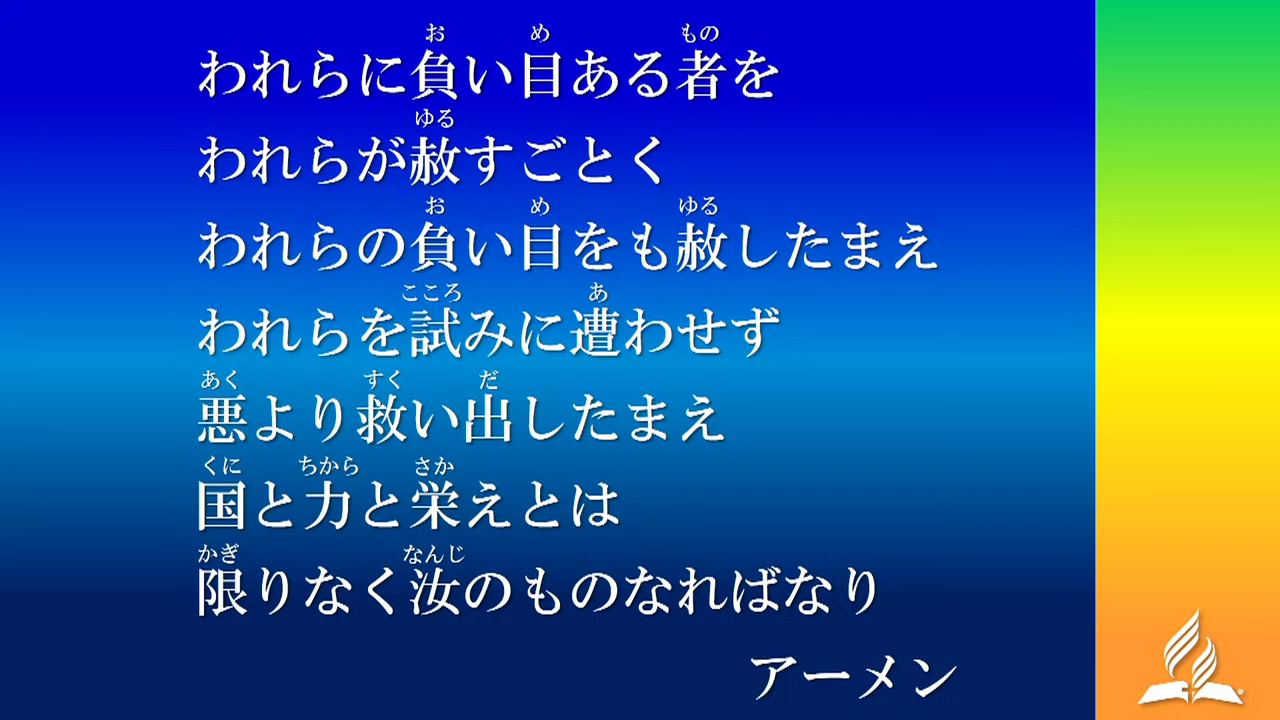 われらに負い目ある者を
われらが赦すごとく
われらの負い目をも赦したまえ
われらを試みに遭わせず
悪より救い出したまえ
国と力と栄えとは
限りなく汝のものなればなり
アーメン